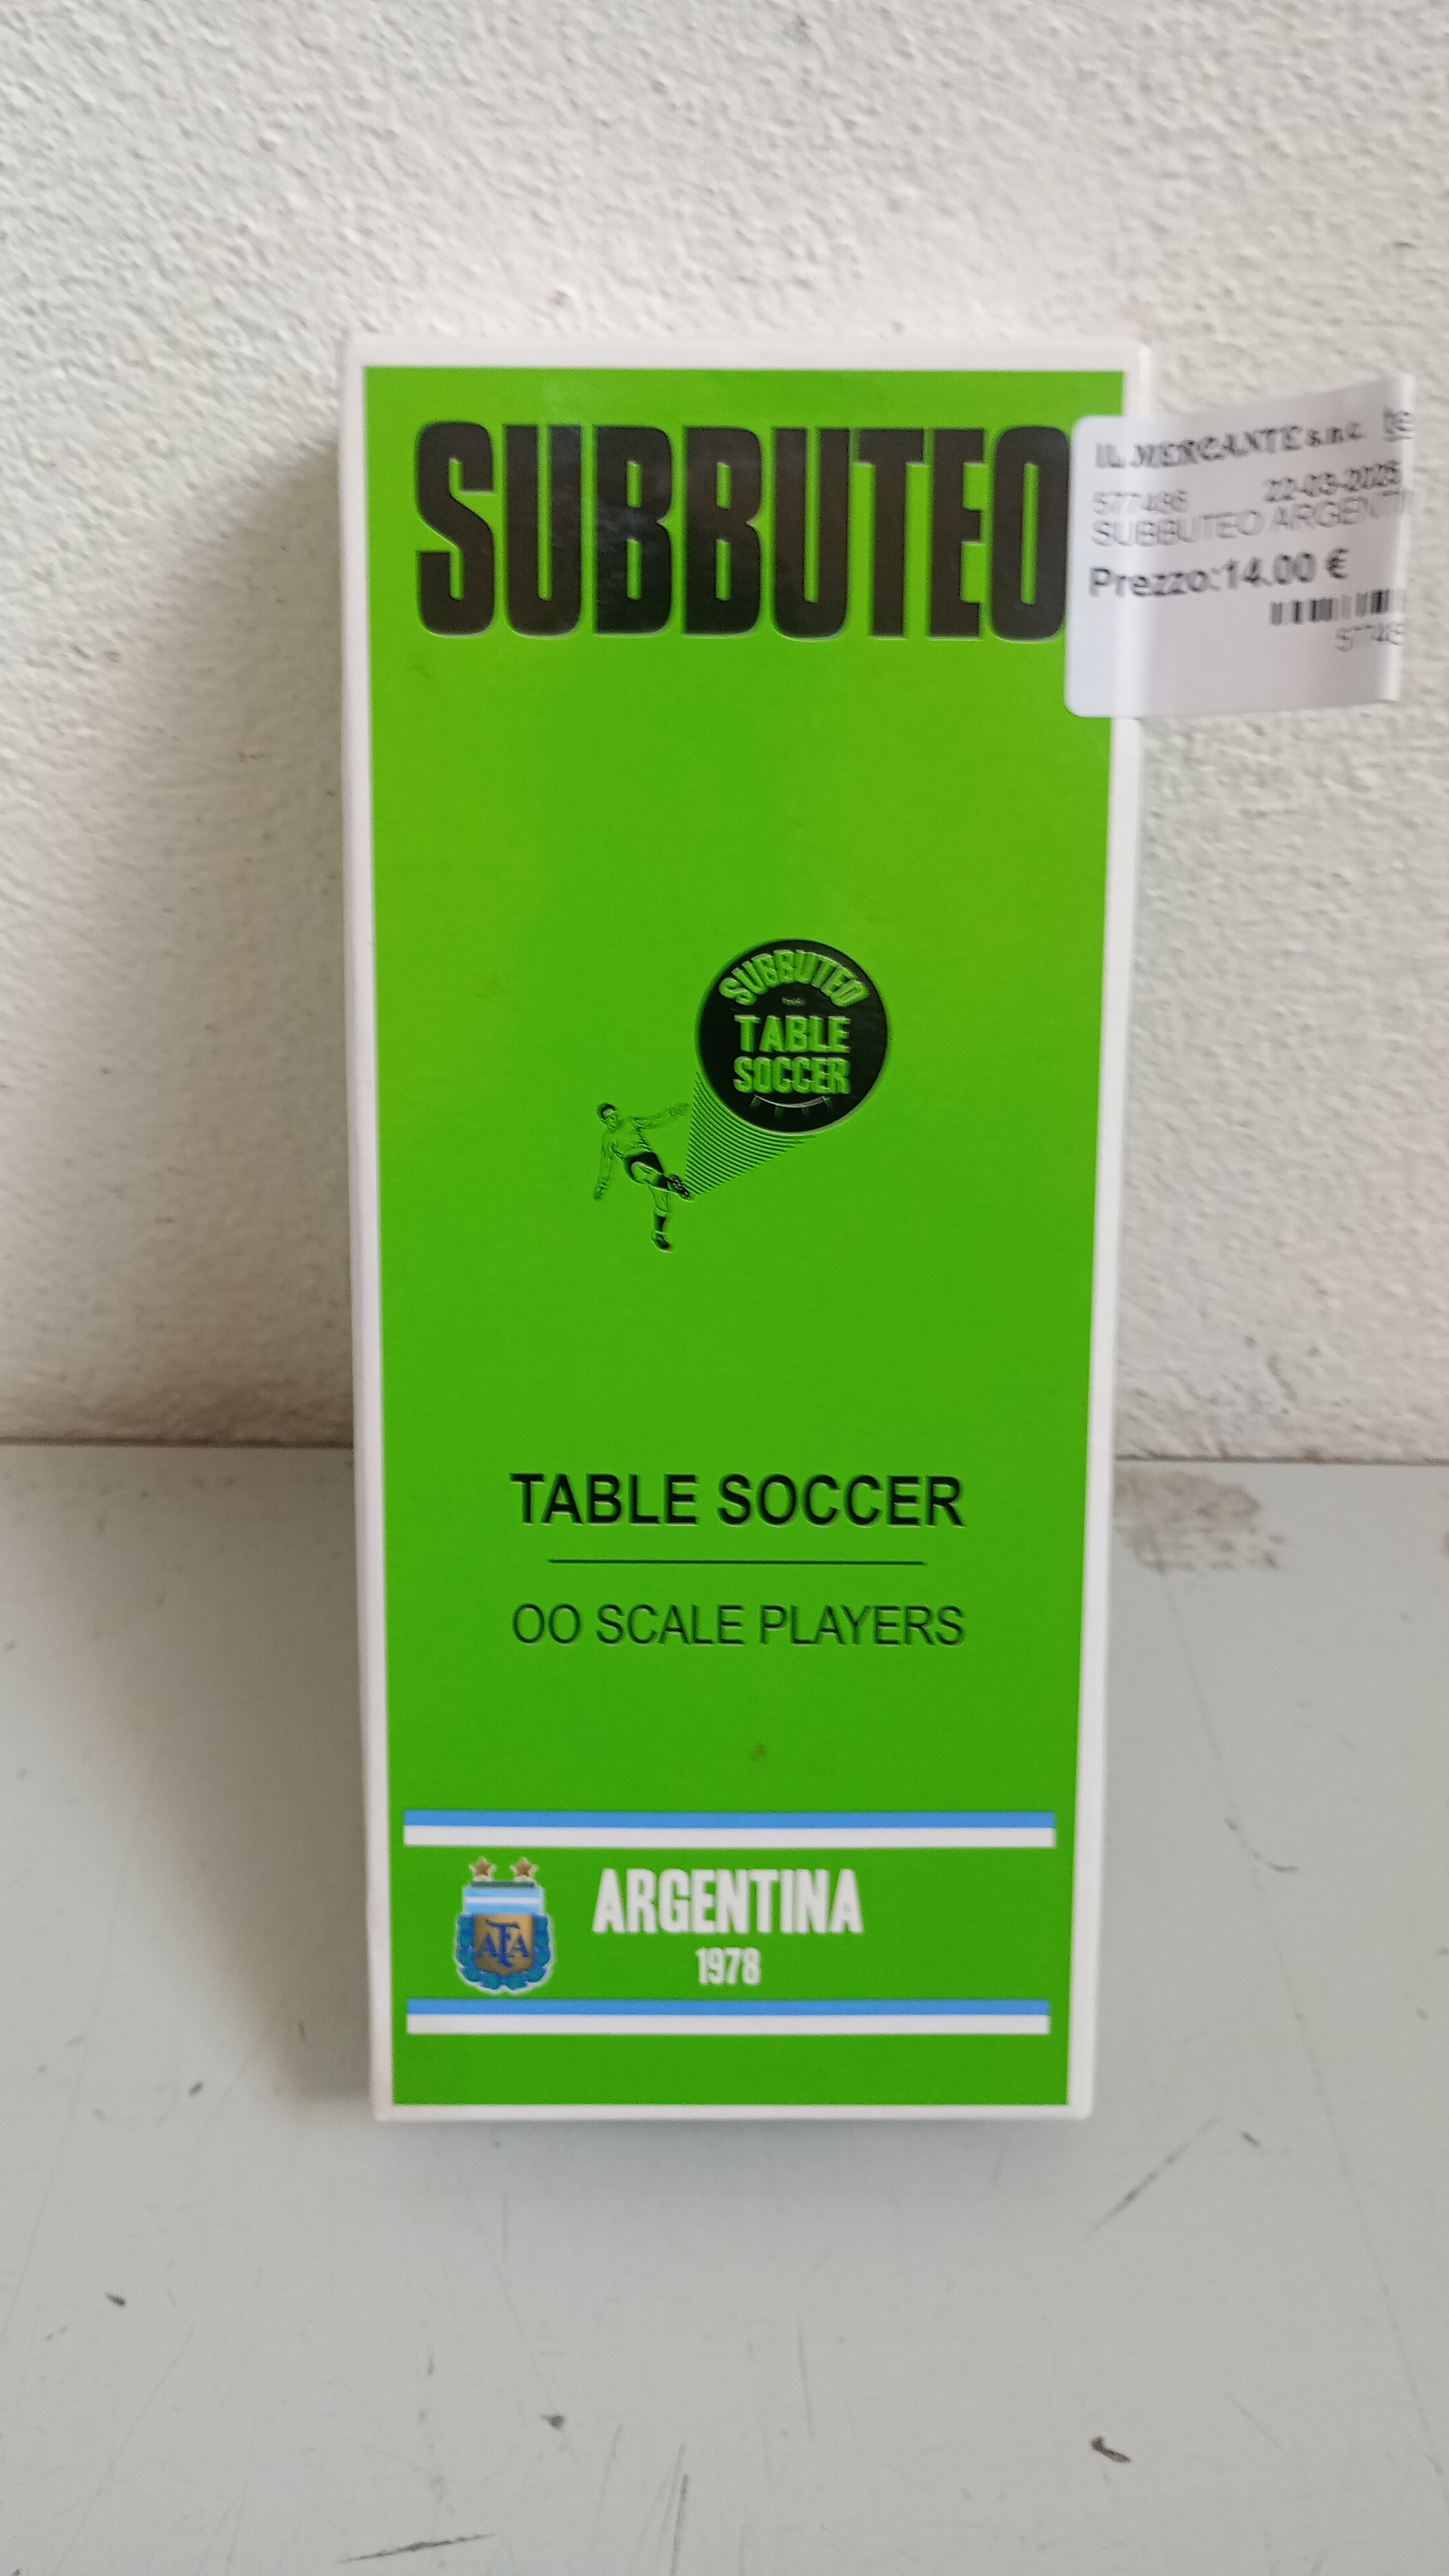 SUBBUTEO
IL MERCANTE s.n.c.
577486 22-03-2025
SUBBUTEO ARGENTI
Prezzo:14.00 €
SUBBUTEO
TABLE
SOCCER
TABLE SOCCER
OO SCALE PLAYERS
AFA
ARGENTINA
1978